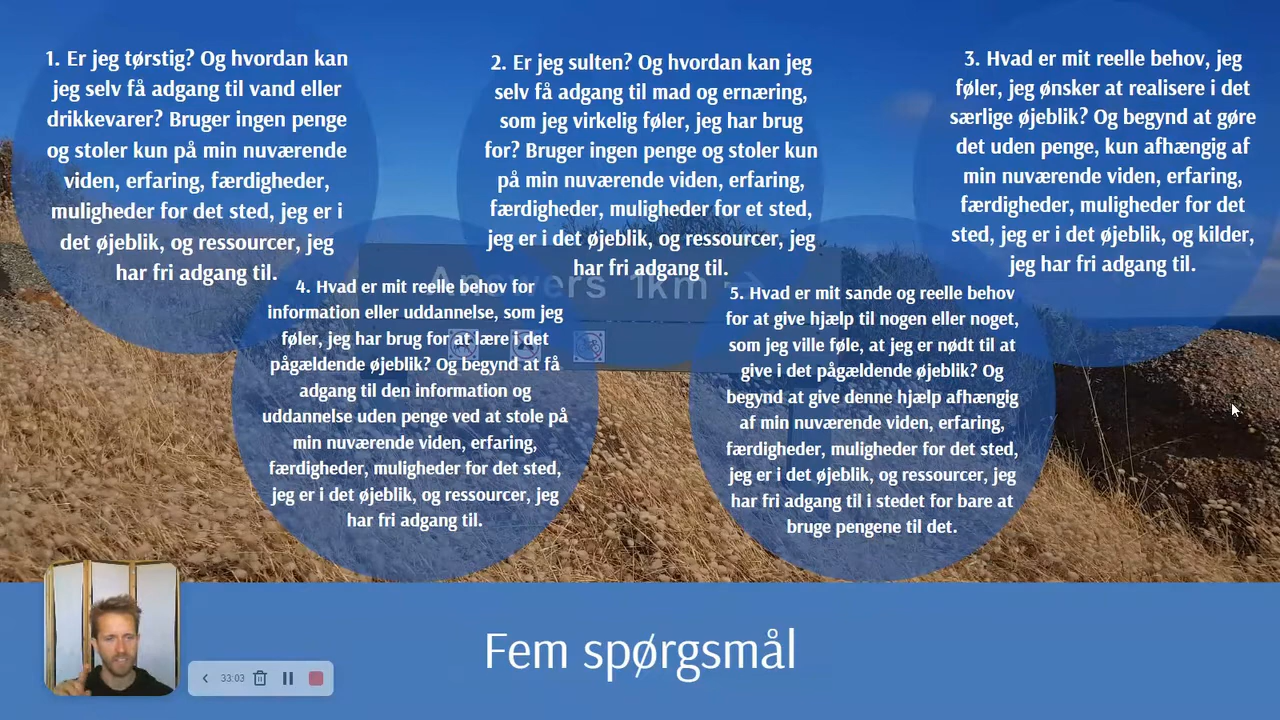 1. Er jeg tørstig? Og hvordan kan
jeg selv få adgang til vand eller
drikkevarer? Bruger ingen penge
og stoler kun på min nuværende
viden, erfaring, færdigheder,
muligheder for det sted, jeg er i
det øjeblik, og ressourcer, jeg
har fri adgang til.
2. Er jeg sulten? Og hvordan kan jeg
selv få adgang til mad og ernæring,
som jeg virkelig føler, jeg har brug
for? Bruger ingen penge og stoler kun
på min nuværende viden, erfaring,
færdigheder, muligheder for et sted,
jeg er i det øjeblik, og ressourcer, jeg
har fri adgang til.
3. Hvad er mit reelle behov, jeg
føler, jeg ønsker at realisere i det
særlige øjeblik? Og begynd at gøre
det uden penge, kun afhængig af
min nuværende viden, erfaring,
færdigheder, muligheder for det
sted, jeg er i det øjeblik, og kilder,
jeg har fri adgang til.
Answers 1km →
4. Hvad er mit reelle behov for
information eller uddannelse, som jeg
føler, jeg har brug for at lære i det
pågældende øjeblik? Og begynd at få
adgang til den information og
uddannelse uden penge ved at stole på
min nuværende viden, erfaring,
færdigheder, muligheder for det sted,
jeg er i det øjeblik, og ressourcer, jeg
har fri adgang til.
5. Hvad er mit sande og reelle behov
for at give hjælp til nogen eller noget,
som jeg ville føle, at jeg er nødt til at
give i det pågældende øjeblik? Og
begynd at give denne hjælp afhængig
af min nuværende viden, erfaring,
færdigheder, muligheder for det sted,
jeg er i det øjeblik, og ressourcer, jeg
har fri adgang til i stedet for bare at
bruge pengene til det.
Fem spørgsmål
33:03